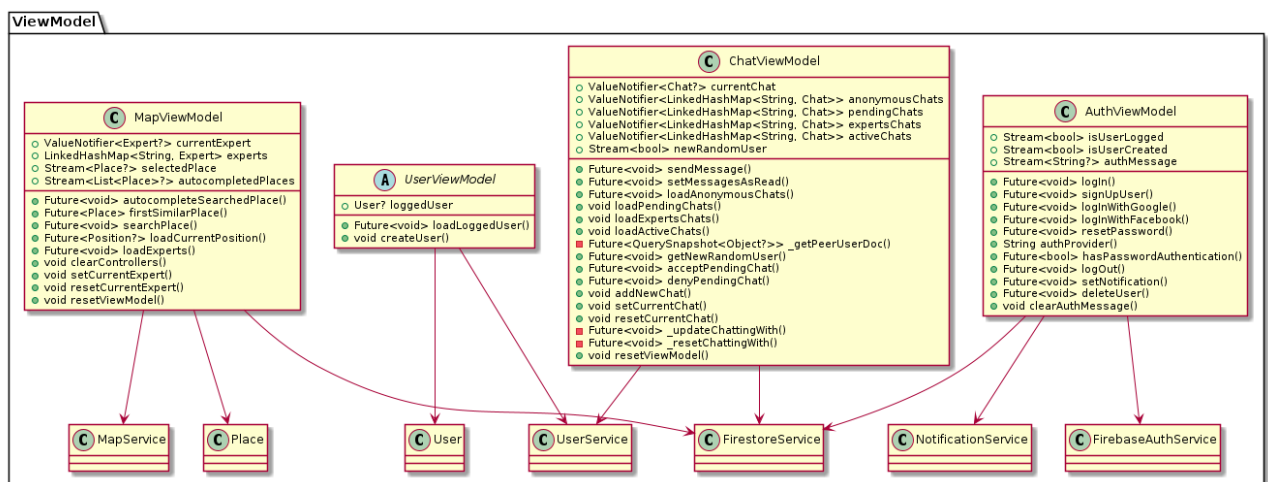 ViewModel
C MapViewModel
ValueNotifier<Expert?> currentExpert
LinkedHashMap<String, Expert> experts
Stream<Place?> selectedPlace
Stream<List<Place>?> autocompletedPlaces
Future<void> autocompleteSearchedPlace()
Future<Place> firstSimilarPlace()
Future<void> searchPlace()
Future<Position?> loadCurrentPosition()
Future<void> loadExperts()
void clearControllers()
void setCurrentExpert()
void resetCurrentExpert()
void resetViewModel()
A UserViewModel
User? loggedUser
Future<void> loadLoggedUser()
void createUser()
C ChatViewModel
ValueNotifier<Chat?> currentChat
ValueNotifier<LinkedHashMap<String, Chat>> anonymousChats
ValueNotifier<LinkedHashMap<String, Chat>> pendingChats
ValueNotifier<LinkedHashMap<String, Chat>> expertsChats
ValueNotifier<LinkedHashMap<String, Chat>> activeChats
Stream<bool> newRandomUser
Future<void> sendMessage()
Future<void> setMessagesAsRead()
Future<void> loadAnonymousChats()
void loadPendingChats()
void loadExpertsChats()
void loadActiveChats()
Future<QuerySnapshot<Object?>> _getPeerUserDoc()
Future<void> getNewRandomUser()
Future<void> acceptPendingChat()
Future<void> denyPendingChat()
void addNewChat()
void setCurrentChat()
void resetCurrentChat()
Future<void> _updateChattingWith()
Future<void> _resetChattingWith()
void resetViewModel()
C AuthViewModel
Stream<bool> isUserLogged
Stream<bool> isUserCreated
Stream<String?> authMessage
Future<void> logIn()
Future<void> signUpUser()
Future<void> logInWithGoogle()
Future<void> logInWithFacebook()
Future<void> resetPassword()
String authProvider()
Future<bool> hasPasswordAuthentication()
Future<void> logOut()
Future<void> setNotification()
Future<void> deleteUser()
void clearAuthMessage()
C MapService
C Place
C User
C UserService
C FirestoreService
C NotificationService
C FirebaseAuthService